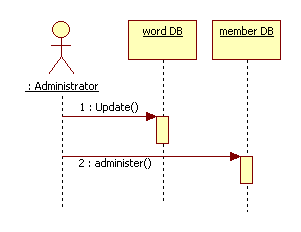 word DB
member DB
: Administrator
1 : Update()
2 : administer()